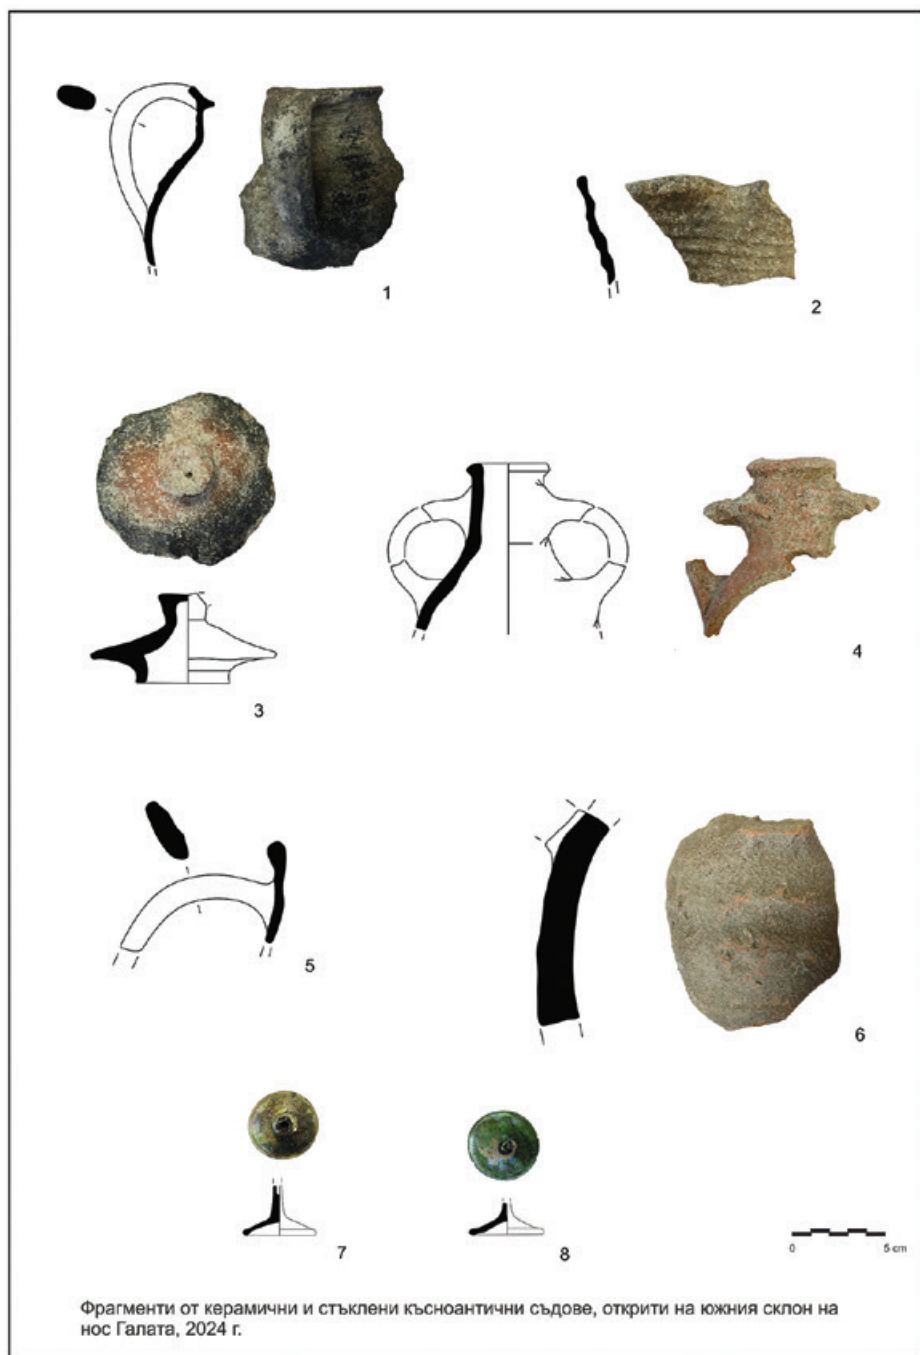 1
2
3
4
5
6
7
8
0 5 cm
Фрагменти от керамични и стъклени късноантични съдове, открити на южния склон на
нос Галата, 2024 г.